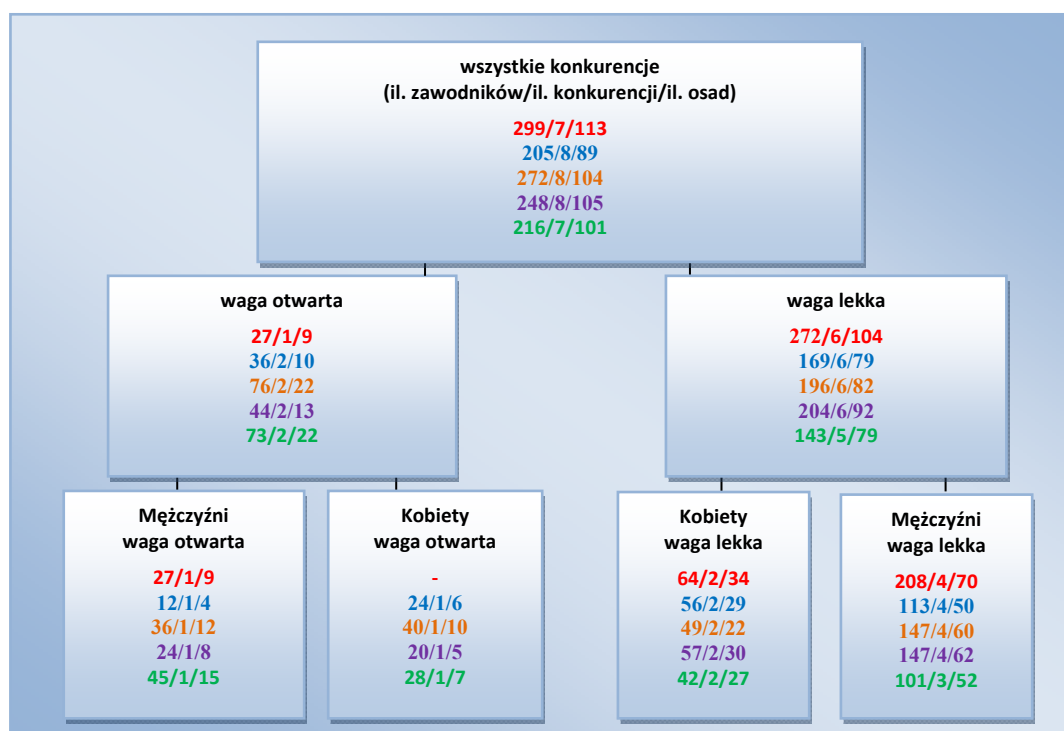 wszystkie konkurencje
(il. zawodników/il. konkurencji/il. osad)
299/7/113
205/8/89
272/8/104
248/8/105
216/7/101
waga otwarta
27/1/9
36/2/10
76/2/22
44/2/13
73/2/22
waga lekka
272/6/104
169/6/79
196/6/82
204/6/92
143/5/79
Mężczyźni
waga otwarta
27/1/9
12/1/4
36/1/12
24/1/8
45/1/15
Kobiety
waga otwarta
-
24/1/6
40/1/10
20/1/5
28/1/7
Kobiety
waga lekka
64/2/34
56/2/29
49/2/22
57/2/30
42/2/27
Mężczyźni
waga lekka
208/4/70
113/4/50
147/4/60
147/4/62
101/3/52